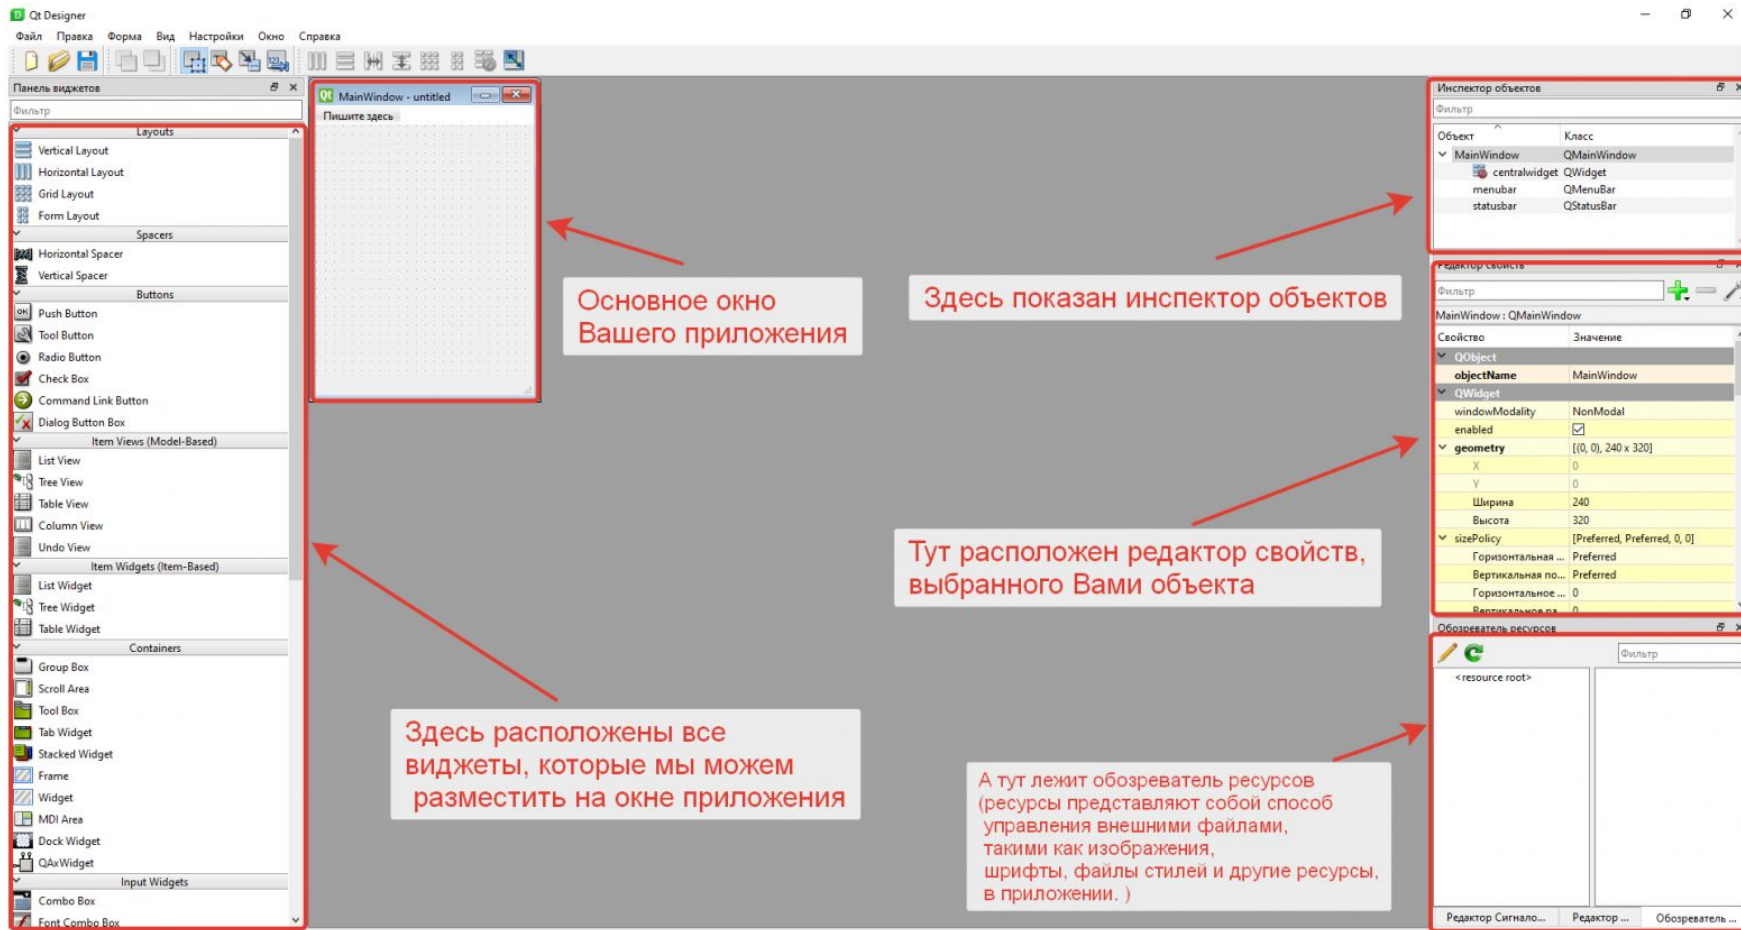 Qt Designer
Файл Правка Форма Вид Настройки Окно Справка
Панель виджетов
Фильтр
Layouts
Vertical Layout
Horizontal Layout
Grid Layout
Form Layout
Spacers
Horizontal Spacer
Vertical Spacer
Buttons
Push Button
Tool Button
Radio Button
Check Box
Command Link Button
Dialog Button Box
Item Views (Model-Based)
List View
Tree View
Table View
Column View
Undo View
Item Widgets (Item-Based)
List Widget
Tree Widget
Table Widget
Containers
Group Box
Scroll Area
Tool Box
Tab Widget
Stacked Widget
Frame
Widget
MDI Area
Dock Widget
QAxWidget
Input Widgets
Combo Box
Font Combo Box
MainWindow - untitled
Пишите здесь
Основное окно
Вашего приложения
Здесь показан инспектор объектов
Тут расположен редактор свойств,
выбранного Вами объекта
Здесь расположены все
виджеты, которые мы можем
разместить на окне приложения
А тут лежит обозреватель ресурсов
(ресурсы представляют собой способ
управления внешними файлами,
такими как изображения,
шрифты, файлы стилей и другие ресурсы,
в приложении. )
Инспектор объектов
Фильтр
Объект Класс
MainWindow QMainWindow
centralwidget QWidget
menubar QMenuBar
statusbar QStatusBar
Редактор свойств
Фильтр
MainWindow : QMainWindow
Свойство Значение
QObject
objectName MainWindow
QWidget
windowModality NonModal
enabled
geometry [(0, 0), 240 x 320]
X 0
Y 0
Ширина 240
Высота 320
sizePolicy [Preferred, Preferred, 0, 0]
Горизонтальная ... Preferred
Вертикальная по... Preferred
Горизонтальное ... 0
Вертикальное ра... 0
Обозреватель ресурсов
Фильтр
<resource root>
Редактор Сигнало... Редактор ... Обозреватель ...